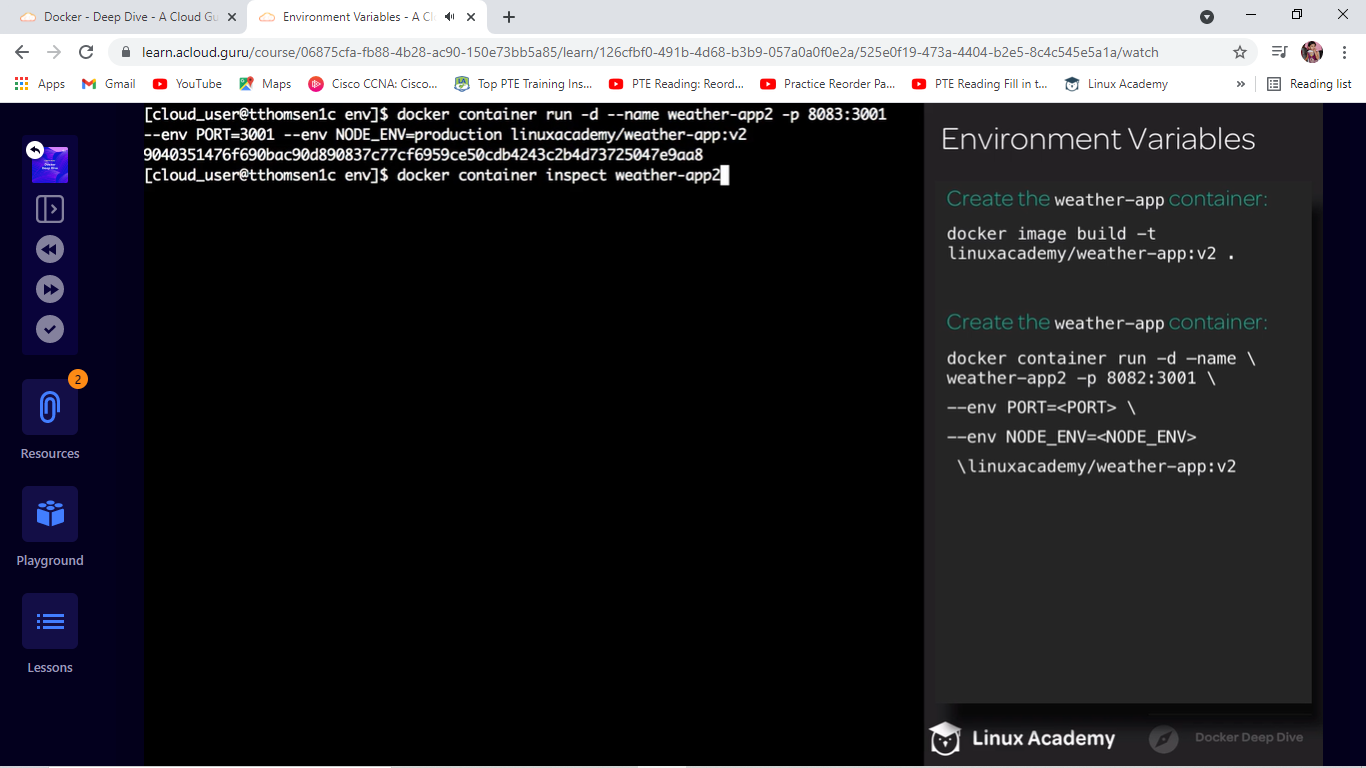 Docker - Deep Dive - A Cloud Gu
Environment Variables - A Cl
learn.acloud.guru/course/06875cfa-fb88-4b28-ac90-150e73bb5a85/learn/126cfbf0-491b-4d68-b3b9-057a0a0f0e2a/525e0f19-473a-4404-b2e5-8c4c545e5a1a/watch
Apps
Gmail
YouTube
Maps
Cisco CCNA: Cisco...
Top PTE Training Ins...
PTE Reading: Reord...
Practice Reorder Pa...
PTE Reading Fill in t...
Linux Academy
»
Reading list
[cloud_user@tthomsen1c env]$ docker container run -d --name weather-app2 -p 8083:3001
--env PORT=3001 --env NODE_ENV=production linuxacademy/weather-app:v2
9040351476f690bac90d890837c77cf6959ce50cdb4243c2b4d73725047e9aa8
[cloud_user@tthomsen1c env]$ docker container inspect weather-app2
2
Resources
Playground
Lessons
Environment Variables
Create the weather-app container:
docker image build -t
linuxacademy/weather-app:v2 .
Create the weather-app container:
docker container run -d -name \
weather-app2 -p 8082:3001 \
--env PORT=<PORT> \
--env NODE_ENV=<NODE_ENV>
\linuxacademy/weather-app:v2
Linux Academy
Docker Deep Dive